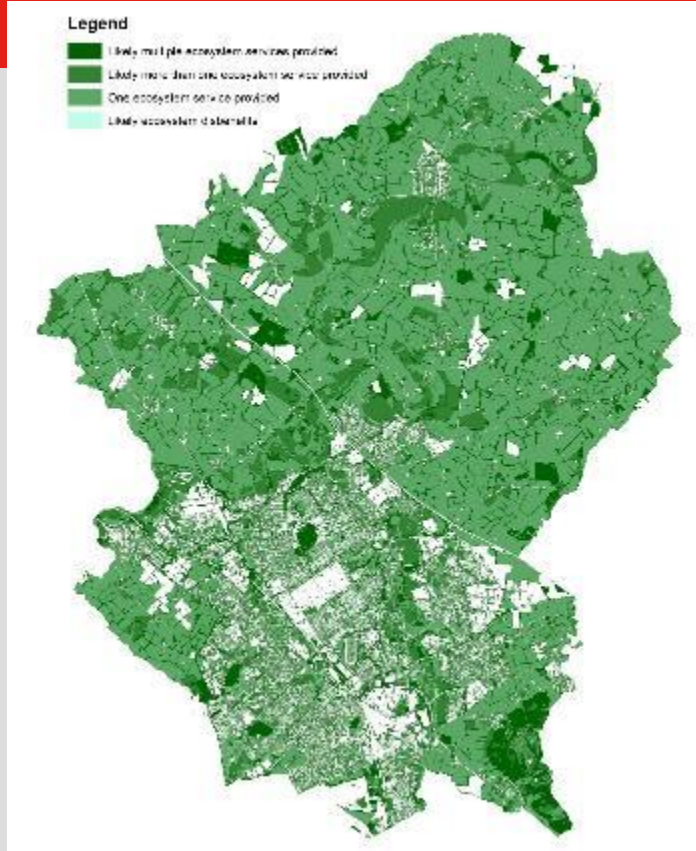 Legend
Likely multiple ecosystem services provided
Likely more than one ecosystem service provided
One ecosystem service provided
Likely ecosystem disbenefits